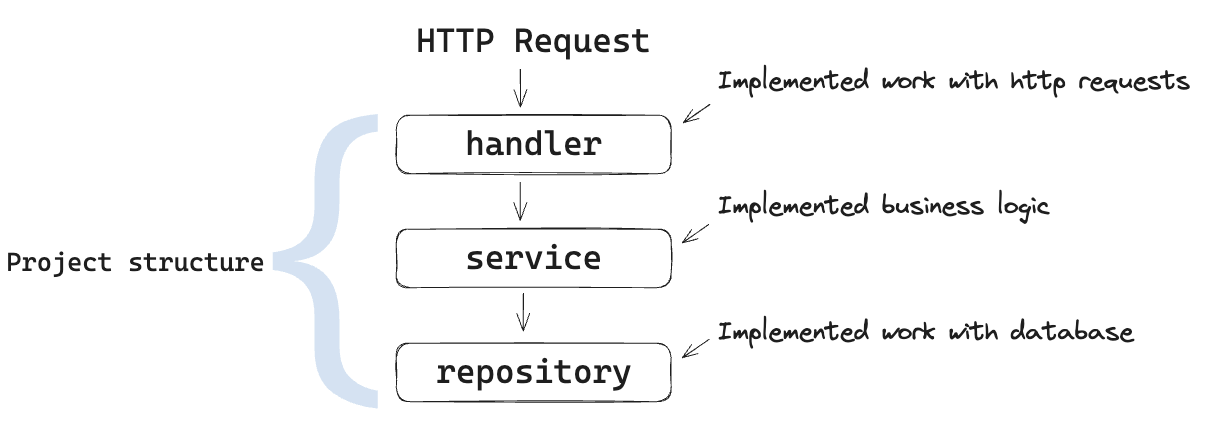 HTTP Request
Implemented work with http requests
handler
Implemented business logic
service
Project structure
Implemented work with database
repository